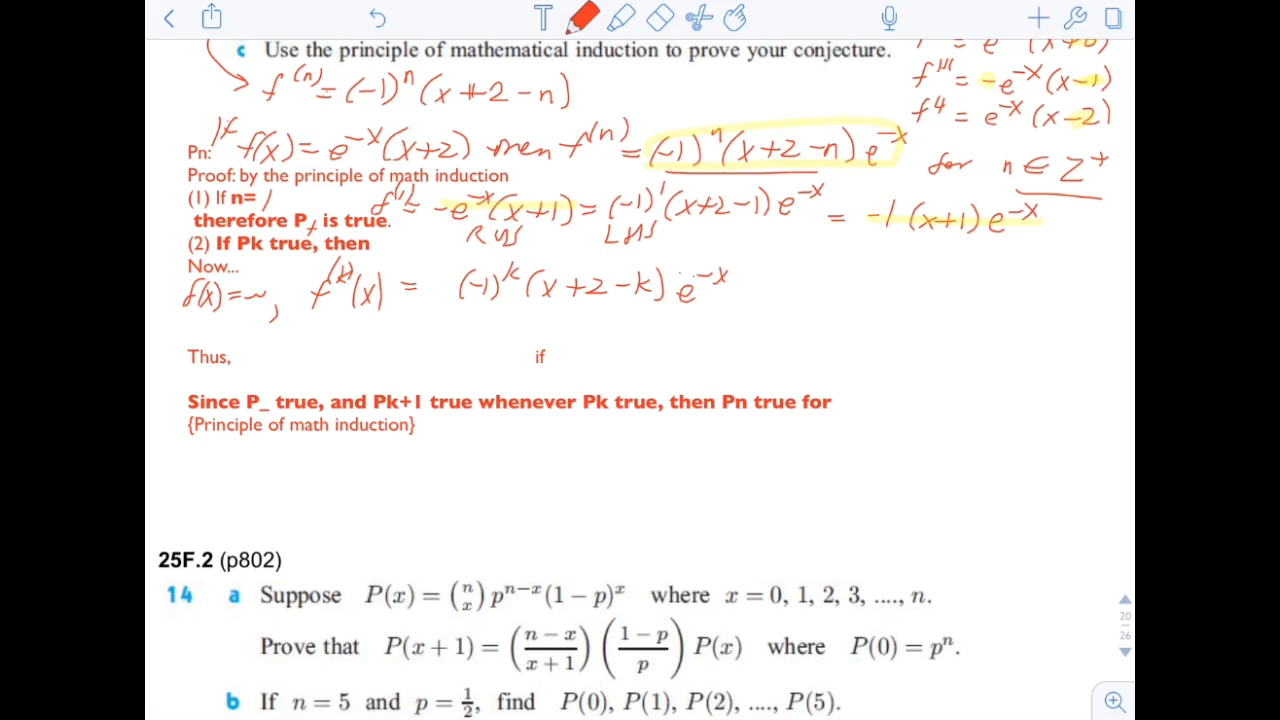 c Use the principle of mathematical induction to prove your conjecture.
f''' = -e^-x (x-1)
f^(n) = (-1)^n (x+2-n)
f^4 = e^-x (x-2)
Pn: If f(x) = e^-x (x+2) then f^(n) = (-1)^n (x+2-n) e^-x for n ∈ Z+
Proof: by the principle of math induction
(1) If n= 1 f^(1) = -e^-x (x+1) = (-1)^1 (x+2-1) e^-x = -1 (x+1) e^-x
therefore P1 is true. RHS LHS
(2) If Pk true, then
Now...
f(x) = ~, f^(k)(x) = (-1)^k (x+2-k) e^-x
Thus, if
Since P_ true, and Pk+1 true whenever Pk true, then Pn true for
{Principle of math induction}
25F.2 (p802)
14 a Suppose P(x) = (n x) p^n-x (1 - p)^x where x = 0, 1, 2, 3, ...., n.
Prove that P(x + 1) = ((n - x)/(x + 1)) ((1 - p)/p) P(x) where P(0) = p^n.
b If n = 5 and p = 1/2, find P(0), P(1), P(2), ...., P(5).
20
26